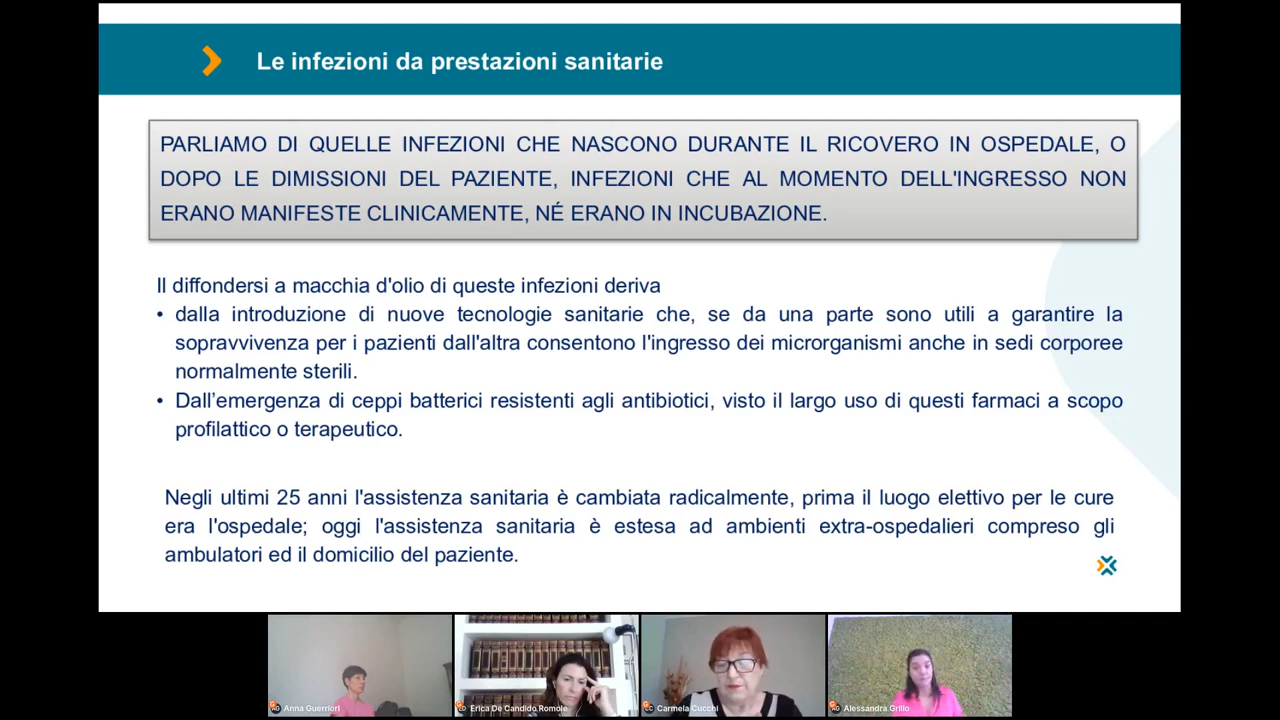 Le infezioni da prestazioni sanitarie
PARLIAMO DI QUELLE INFEZIONI CHE NASCONO DURANTE IL RICOVERO IN OSPEDALE, O
DOPO LE DIMISSIONI DEL PAZIENTE, INFEZIONI CHE AL MOMENTO DELL'INGRESSO NON
ERANO MANIFESTE CLINICAMENTE, NÉ ERANO IN INCUBAZIONE.
Il diffondersi a macchia d'olio di queste infezioni deriva
• dalla introduzione di nuove tecnologie sanitarie che, se da una parte sono utili a garantire la
sopravvivenza per i pazienti dall'altra consentono l'ingresso dei microrganismi anche in sedi corporee
normalmente sterili.
• Dall’emergenza di ceppi batterici resistenti agli antibiotici, visto il largo uso di questi farmaci a scopo
profilattico o terapeutico.
Negli ultimi 25 anni l'assistenza sanitaria è cambiata radicalmente, prima il luogo elettivo per le cure
era l'ospedale; oggi l'assistenza sanitaria è estesa ad ambienti extra-ospedalieri compreso gli
ambulatori ed il domicilio del paziente.
AG Anna Guerrieri
Erica De Candido Romole
CC Carmela Cucchi
AG Alessandra Grillo